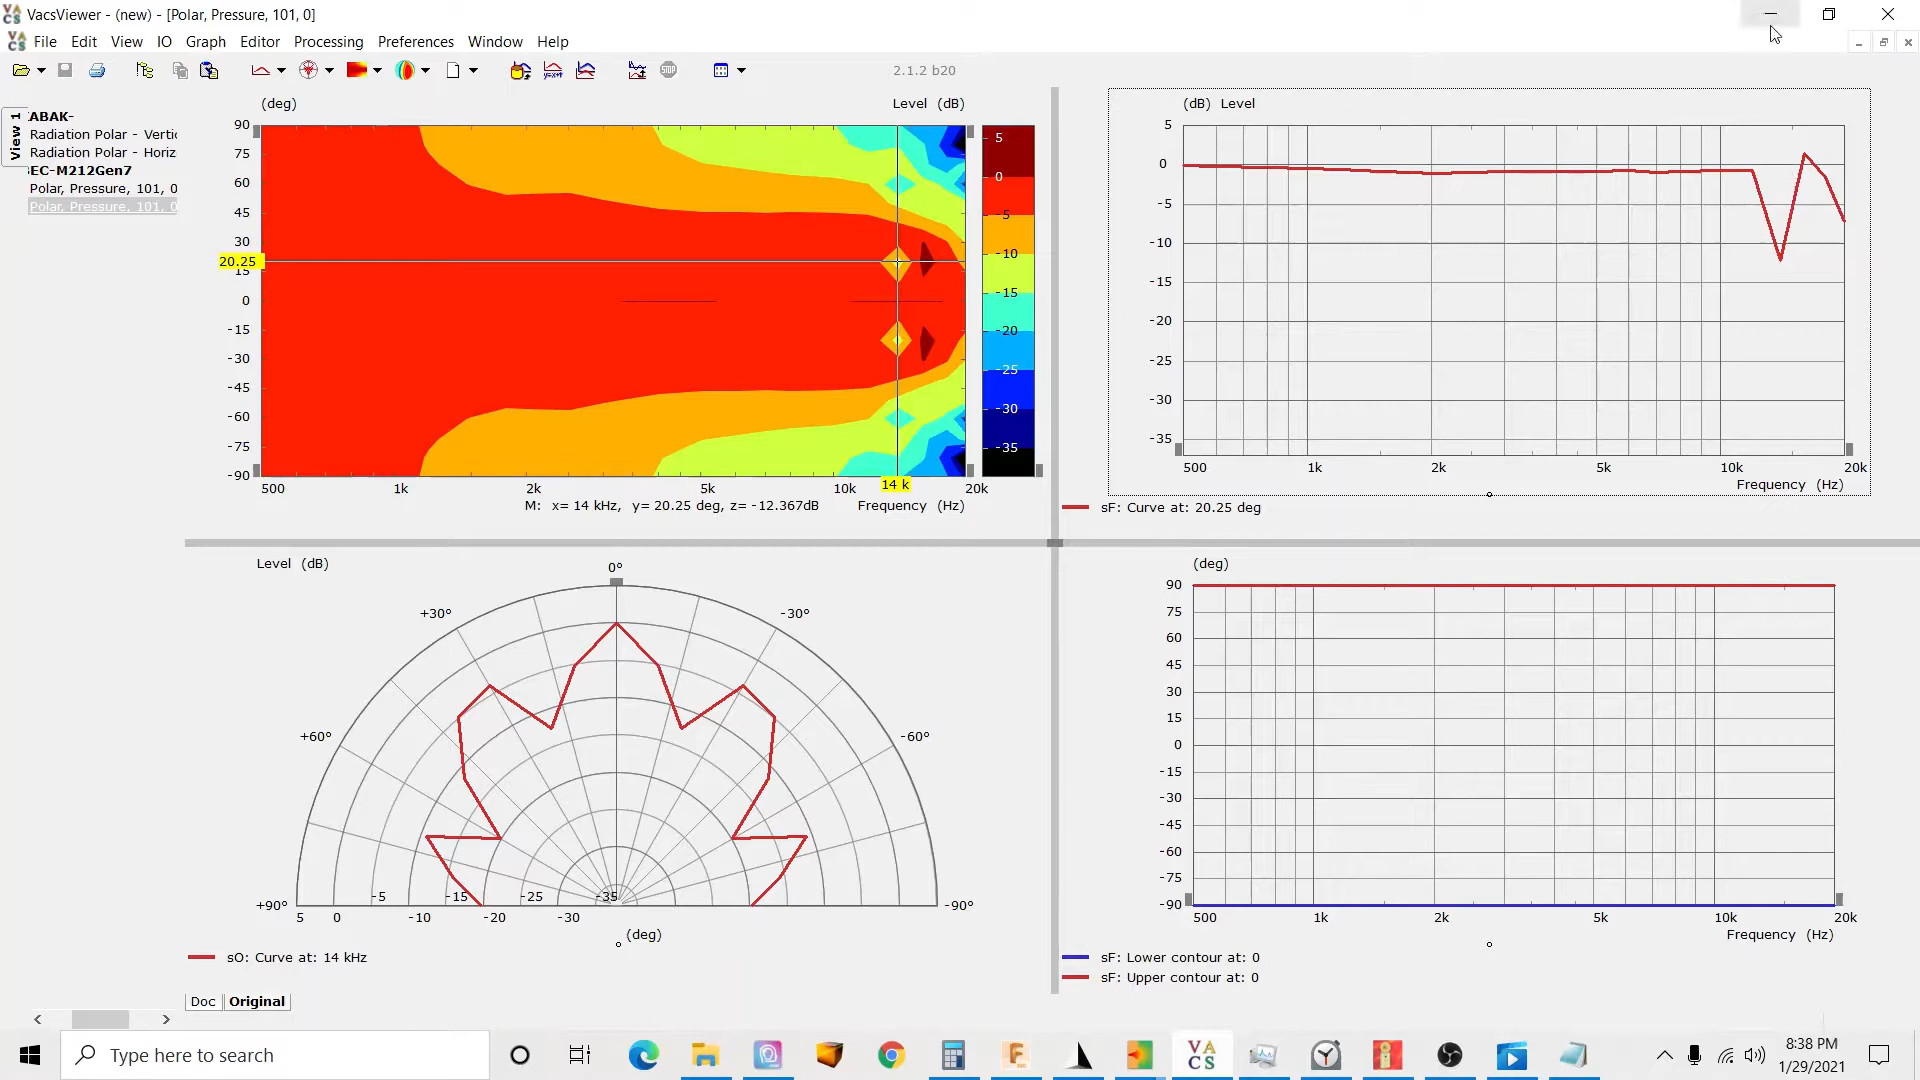 VacsViewer - (new) - [Polar, Pressure, 101, 0]
File Edit View IO Graph Editor Processing Preferences Window Help
2.1.2 b20
View 1
ABAK-
Radiation Polar - Vertic
Radiation Polar - Horiz
EC-M212Gen7
Polar, Pressure, 101, 0
Polar, Pressure, 101, 0
(deg) Level (dB)
90
75
60
45
30
20.25
15
0
-15
-30
-45
-60
-75
-90
5
0
-5
-10
-15
-20
-25
-30
-35
500 1k 2k 5k 10k 14 k 20k
M: x= 14 kHz, y= 20.25 deg, z= -12.367dB Frequency (Hz)
(dB) Level
5
0
-5
-10
-15
-20
-25
-30
-35
500 1k 2k 5k 10k 20k
Frequency (Hz)
sF: Curve at: 20.25 deg
Level (dB)
0°
+30° -30°
+60° -60°
+90° -90°
-5 -15 -25 -35
5 0 -10 -20 -30
(deg)
sO: Curve at: 14 kHz
(deg)
90
75
60
45
30
15
0
-15
-30
-45
-60
-75
-90
500 1k 2k 5k 10k 20k
Frequency (Hz)
sF: Lower contour at: 0
sF: Upper contour at: 0
Doc Original
Type here to search
VA
CS
8:38 PM
1/29/2021